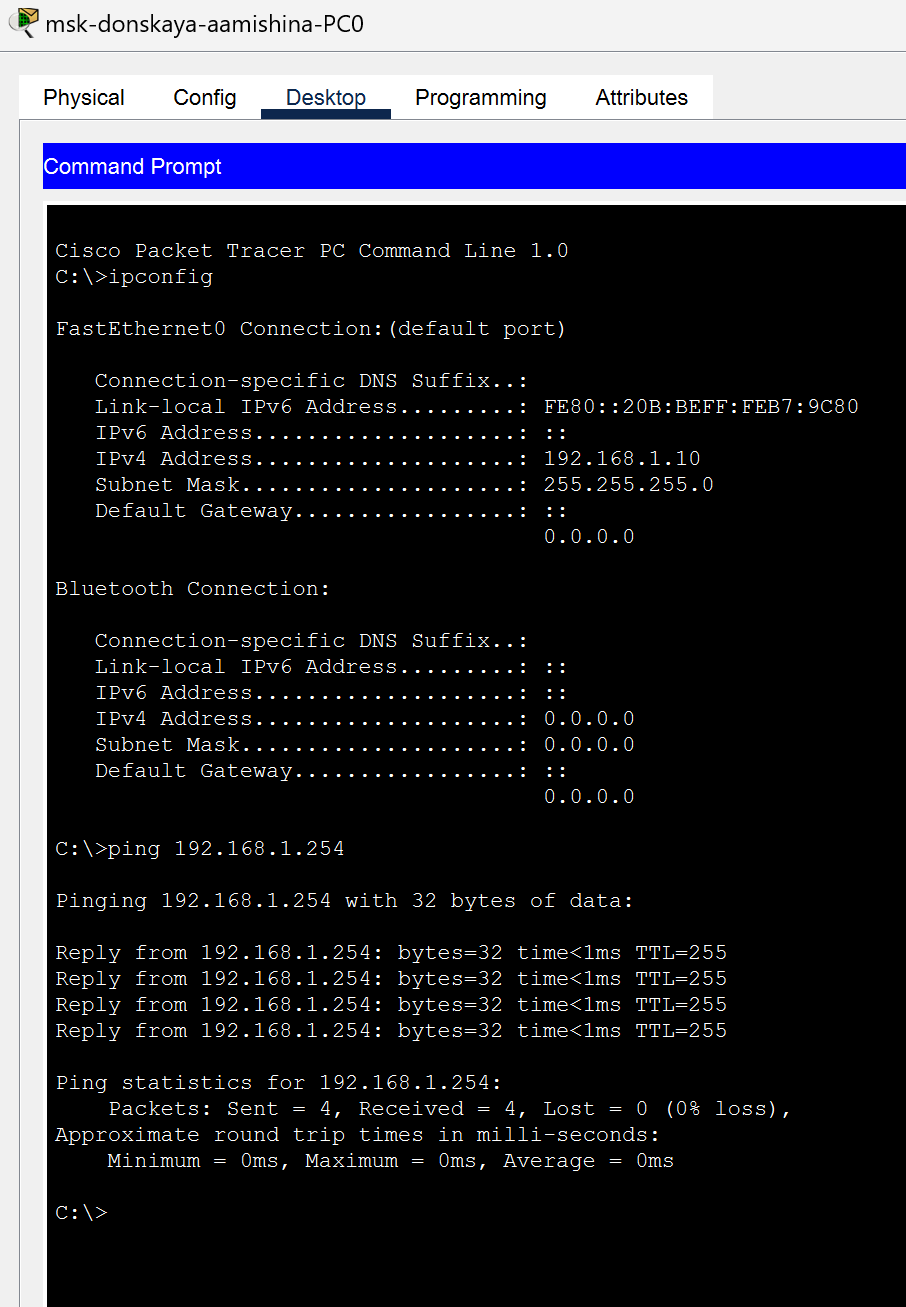 msk-donskaya-aamishina-PC0
Physical Config Desktop Programming Attributes
Command Prompt
Cisco Packet Tracer PC Command Line 1.0
C:\>ipconfig
FastEthernet0 Connection:(default port)
Connection-specific DNS Suffix..:
Link-local IPv6 Address.........: FE80::20B:BEFF:FEB7:9C80
IPv6 Address....................: ::
IPv4 Address....................: 192.168.1.10
Subnet Mask.....................: 255.255.255.0
Default Gateway.................: ::
0.0.0.0
Bluetooth Connection:
Connection-specific DNS Suffix..:
Link-local IPv6 Address.........: ::
IPv6 Address....................: ::
IPv4 Address....................: 0.0.0.0
Subnet Mask.....................: 0.0.0.0
Default Gateway.................: ::
0.0.0.0
C:\>ping 192.168.1.254
Pinging 192.168.1.254 with 32 bytes of data:
Reply from 192.168.1.254: bytes=32 time<1ms TTL=255
Reply from 192.168.1.254: bytes=32 time<1ms TTL=255
Reply from 192.168.1.254: bytes=32 time<1ms TTL=255
Reply from 192.168.1.254: bytes=32 time<1ms TTL=255
Ping statistics for 192.168.1.254:
Packets: Sent = 4, Received = 4, Lost = 0 (0% loss),
Approximate round trip times in milli-seconds:
Minimum = 0ms, Maximum = 0ms, Average = 0ms
C:\>